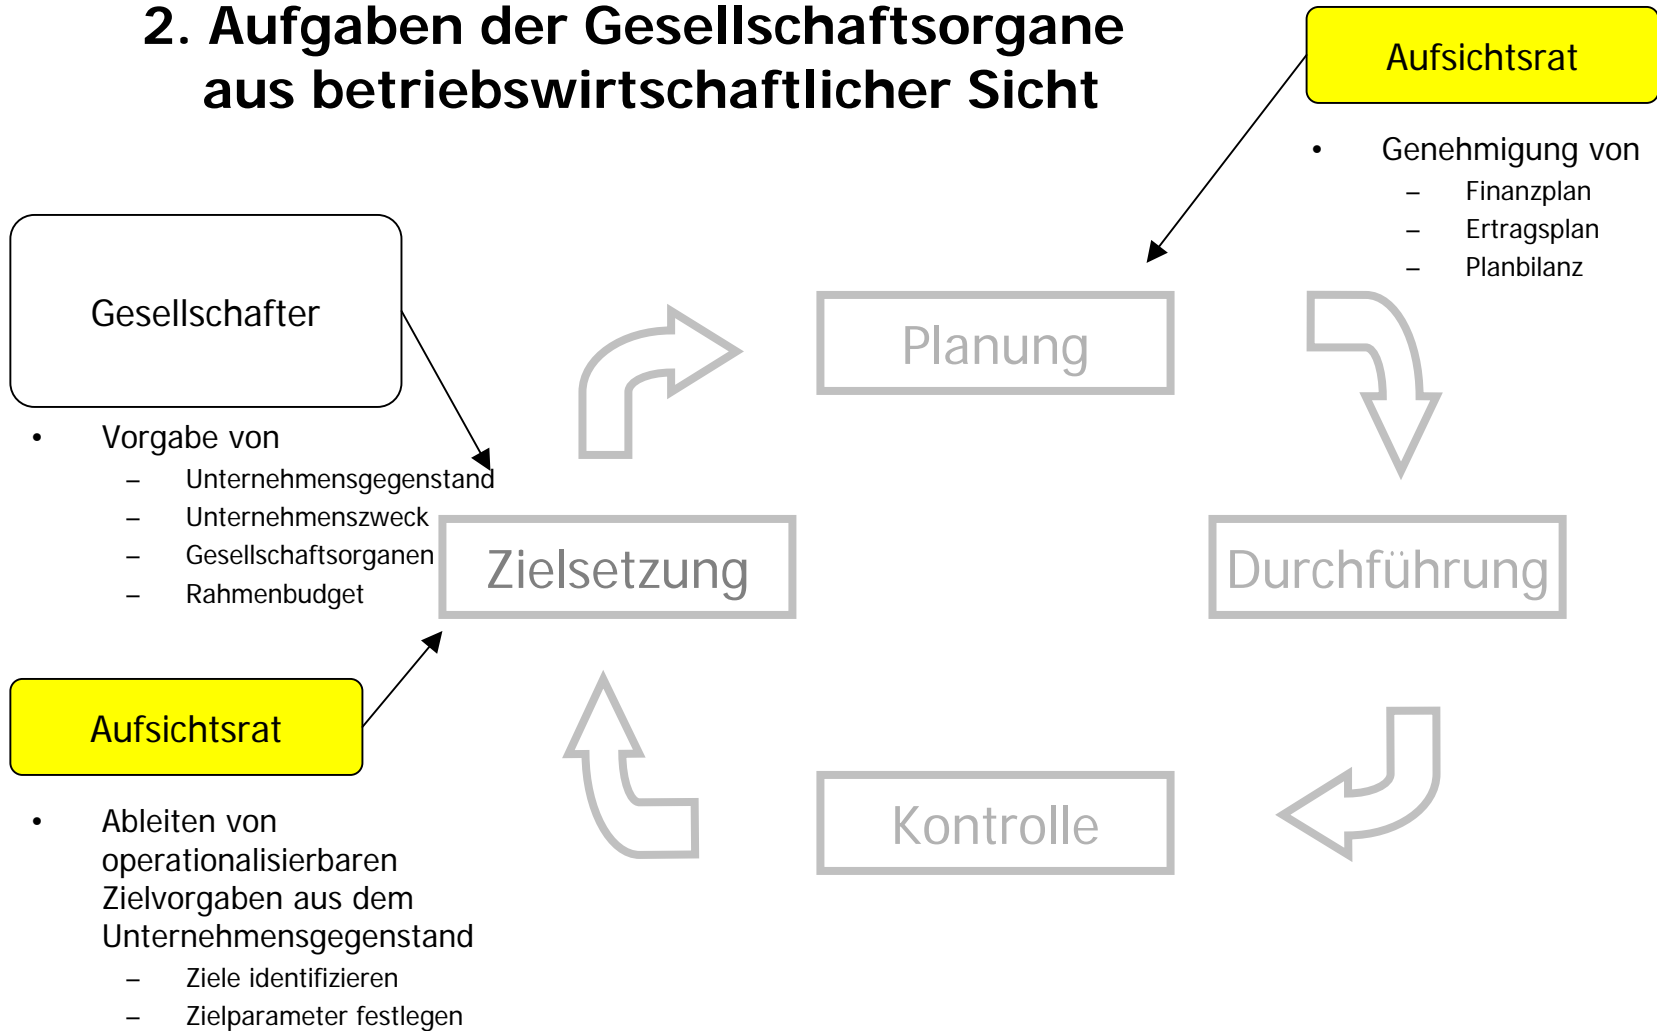 2. Aufgaben der Gesellschaftsorgane
aus betriebswirtschaftlicher Sicht
Aufsichtsrat
• Genehmigung von
– Finanzplan
– Ertragsplan
– Planbilanz
Gesellschafter
• Vorgabe von
– Unternehmensgegenstand
– Unternehmenszweck
– Gesellschaftsorganen
– Rahmenbudget
Planung
Zielsetzung
Durchführung
Kontrolle
Aufsichtsrat
• Ableiten von
operationalisierbaren
Zielvorgaben aus dem
Unternehmensgegenstand
– Ziele identifizieren
– Zielparameter festlegen